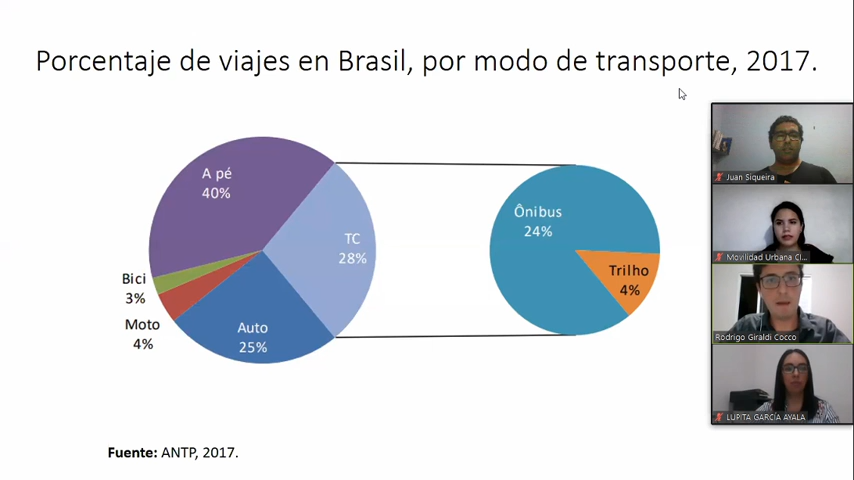 Porcentaje de viajes en Brasil, por modo de transporte, 2017.
A pé
40%
TC
28%
Bici
3%
Moto
4%
Auto
25%
Ônibus
24%
Trilho
4%
Juan Siqueira
Movilidad Urbana Cl...
Rodrigo Giraldi Cocco
LUPITA GARCÍA AYALA
Fuente: ANTP, 2017.